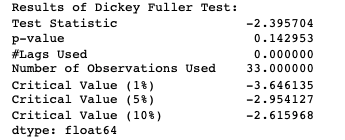 Results of Dickey Fuller Test:
Test Statistic -2.395704
p-value 0.142953
#Lags Used 0.000000
Number of Observations Used 33.000000
Critical Value (1%) -3.646135
Critical Value (5%) -2.954127
Critical Value (10%) -2.615968
dtype: float64